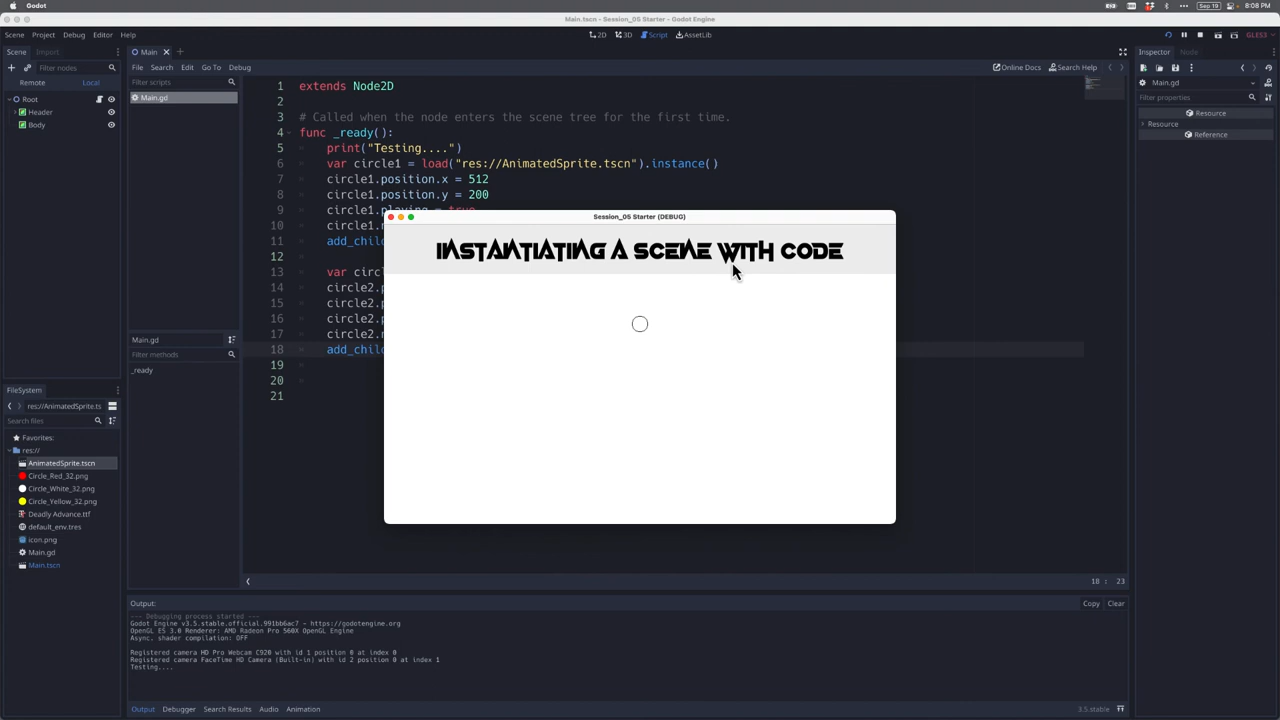 Godot
Sep 19
8:08 PM
Main.tscn - Session_05 Starter - Godot Engine
Scene Project Debug Editor Help
2D 3D Script AssetLib
GLES3
Scene Import
Filter nodes
Remote Local
Root
Header
Body
Main
File Search Edit Go To Debug
Online Docs Search Help
Filter scripts
Main.gd
Main.gd
Filter methods
_ready
1 extends Node2D
2
3 # Called when the node enters the scene tree for the first time.
4 func _ready():
5 print("Testing....")
6 var circle1 = load("res://AnimatedSprite.tscn").instance()
7 circle1.position.x = 512
8 circle1.position.y = 200
9 circle1.playing = true
10 circle1.
11 add_chil
12
13 var circ
14 circle2.
15 circle2.
16 circle2.
17 circle2.
18 add_chil
19
20
21
Session_05 Starter (DEBUG)
INSTANTIATING A SCENE WITH CODE
18 : 23
Inspector Node
Main.gd
Filter properties
Resource
Resource
Reference
FileSystem
res://AnimatedSprite.ts
Search files
Favorites:
res://
AnimatedSprite.tscn
Circle_Red_32.png
Circle_White_32.png
Circle_Yellow_32.png
Deadly Advance.ttf
default_env.tres
icon.png
Main.gd
Main.tscn
Output:
Copy Clear
--- Debugging process started ---
Godot Engine v3.5.stable.official.991bb6ac7 - https://godotengine.org
OpenGL ES 3.0 Renderer: AMD Radeon Pro 560X OpenGL Engine
Async. shader compilation: OFF
Registered camera HD Pro Webcam C920 with id 1 position 0 at index 0
Registered camera FaceTime HD Camera (Built-in) with id 2 position 0 at index 1
Testing....
Output Debugger Search Results Audio Animation
3.5.stable